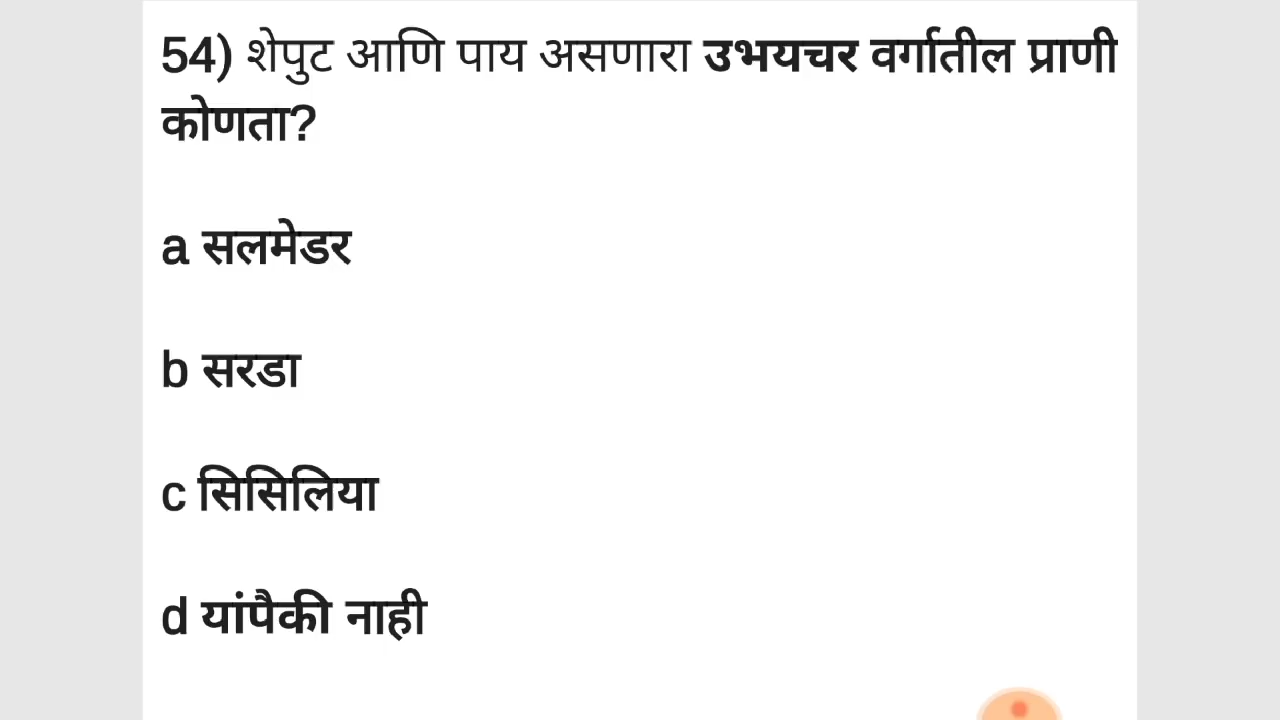 54) शेपुट आणि पाय असणारा उभयचर वर्गातील प्राणी
कोणता?
a सलमेडर
b सरडा
c सिसिलिया
d यांपैकी नाही